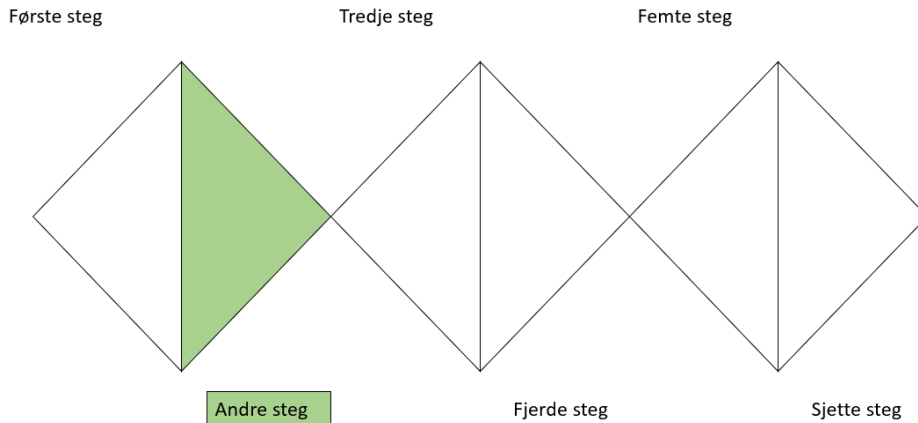 Første steg
Tredje steg
Femte steg
Andre steg
Fjerde steg
Sjette steg